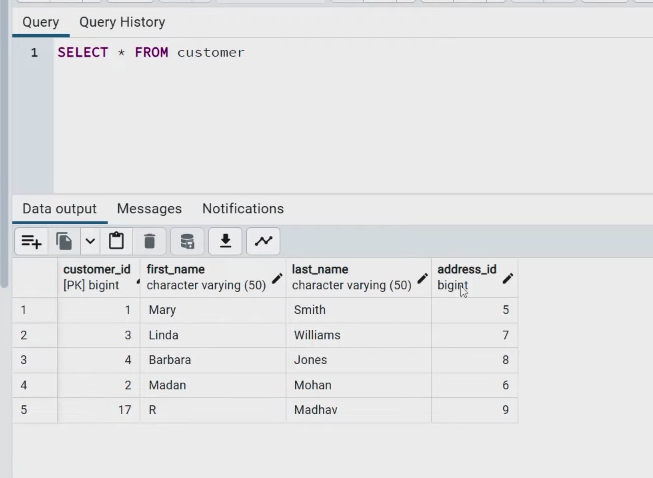 Query Query History
1 SELECT * FROM customer
Data output Messages Notifications
customer_id first_name last_name address_id
[PK] bigint character varying (50) character varying (50) bigint
1 1 Mary Smith 5
2 3 Linda Williams 7
3 4 Barbara Jones 8
4 2 Madan Mohan 6
5 17 R Madhav 9